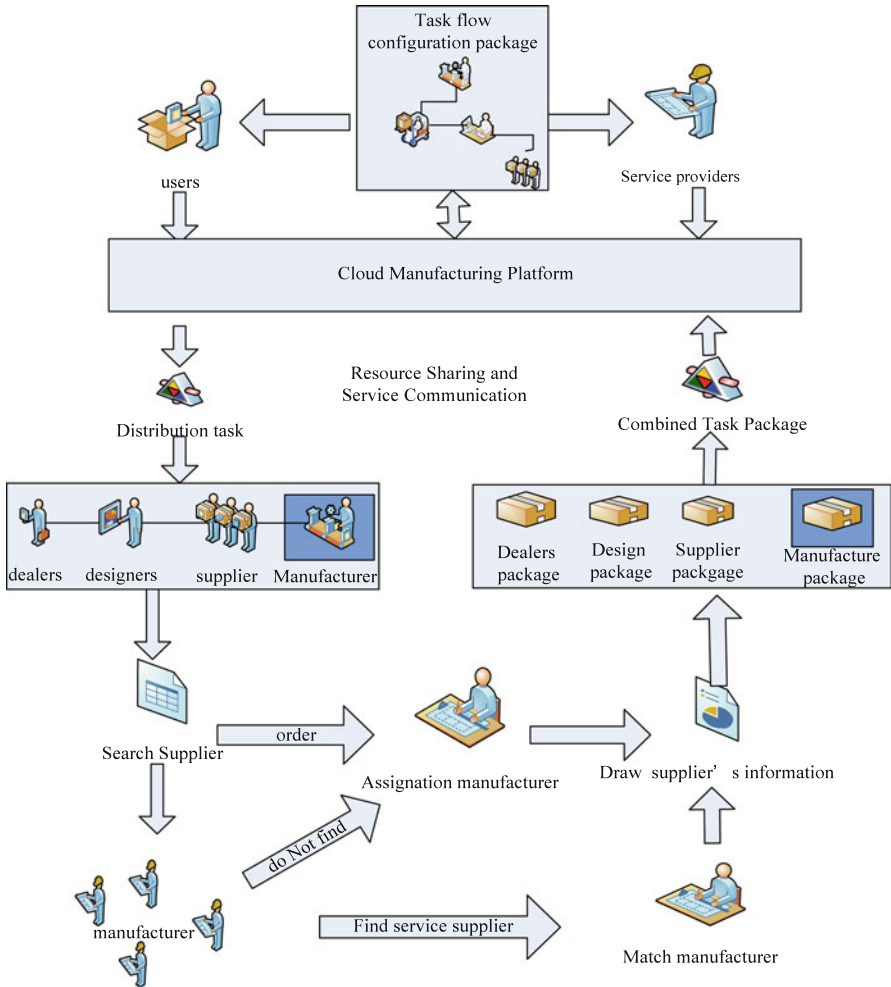 Task flow
configuration package
users
Service providers
Cloud Manufacturing Platform
Resource Sharing and
Service Communication
Distribution task
Combined Task Package
dealers
designers
supplier
Manufacturer
Dealers
package
Design
package
Supplier
packgage
Manufacture
package
Search Supplier
order
Assignation manufacturer
Draw supplier's information
do Not find
manufacturer
Find service supplier
Match manufacturer